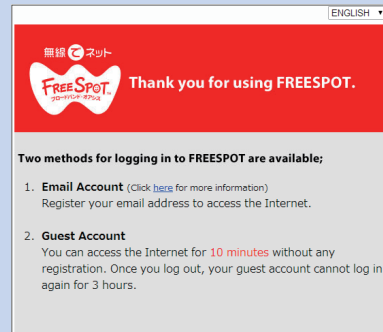 ENGLISH
無線でネット
FREESPOT™
ブロードバンド・オアシス
Thank you for using FREESPOT.
Two methods for logging in to FREESPOT are available;
1. Email Account (Click here for more information)
Register your email address to access the Internet.
2. Guest Account
You can access the Internet for 10 minutes without any
registration. Once you log out, your guest account cannot log in
again for 3 hours.